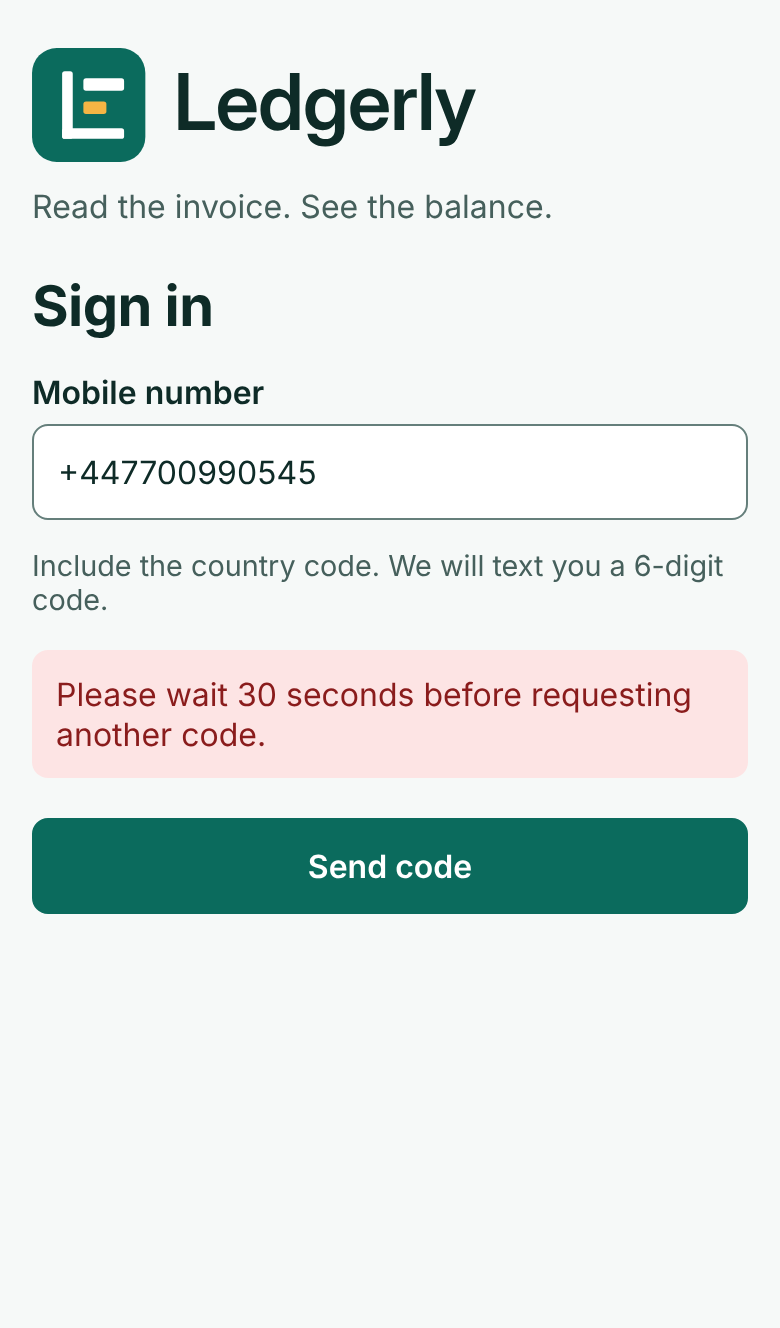 Ledgerly
Read the invoice. See the balance.
Sign in
Mobile number
+447700990545
Include the country code. We will text you a 6-digit
code.
Please wait 30 seconds before requesting
another code.
Send code